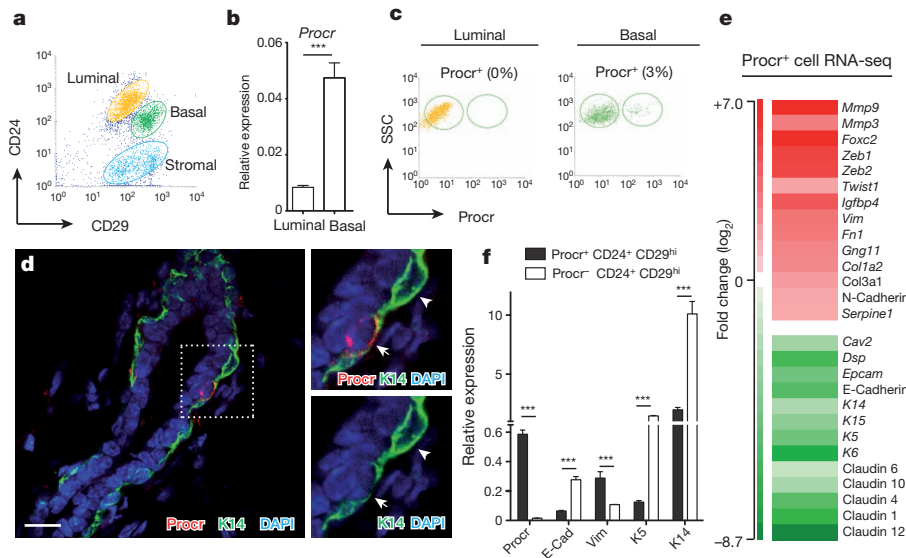 a
CD24
10⁴
10³
10²
10¹
10⁰
Luminal
Basal
Stromal
10⁰ 10¹ 10² 10³ 10⁴
CD29
b
Procr
***
Relative expression
0.06
0.04
0.02
0.00
Luminal Basal
c
Luminal
Basal
SSC
10⁴
10³
10²
10¹
10⁰
Procr⁺ (0%)
10⁰ 10¹ 10² 10³ 10⁴
10⁴
10³
10²
10¹
10⁰
Procr⁺ (3%)
10⁰ 10¹ 10² 10³ 10⁴
Procr
d
Procr K14 DAPI
Procr K14 DAPI
K14 DAPI
f
Procr⁺ CD24⁺ CD29ʰⁱ
Procr⁻ CD24⁺ CD29ʰⁱ
Relative expression
10
5
0.6
0.4
0.2
0
***
***
***
***
***
Procr
E-Cad
Vim
K5
K14
e
Procr⁺ cell RNA-seq
Fold change (log₂)
+7.0
0
−8.7
Mmp9
Mmp3
Foxc2
Zeb1
Zeb2
Twist1
Igfbp4
Vim
Fn1
Gng11
Col1a2
Col3a1
N-Cadherin
Serpine1
Cav2
Dsp
Epcam
E-Cadherin
K14
K15
K5
K6
Claudin 6
Claudin 10
Claudin 4
Claudin 1
Claudin 12